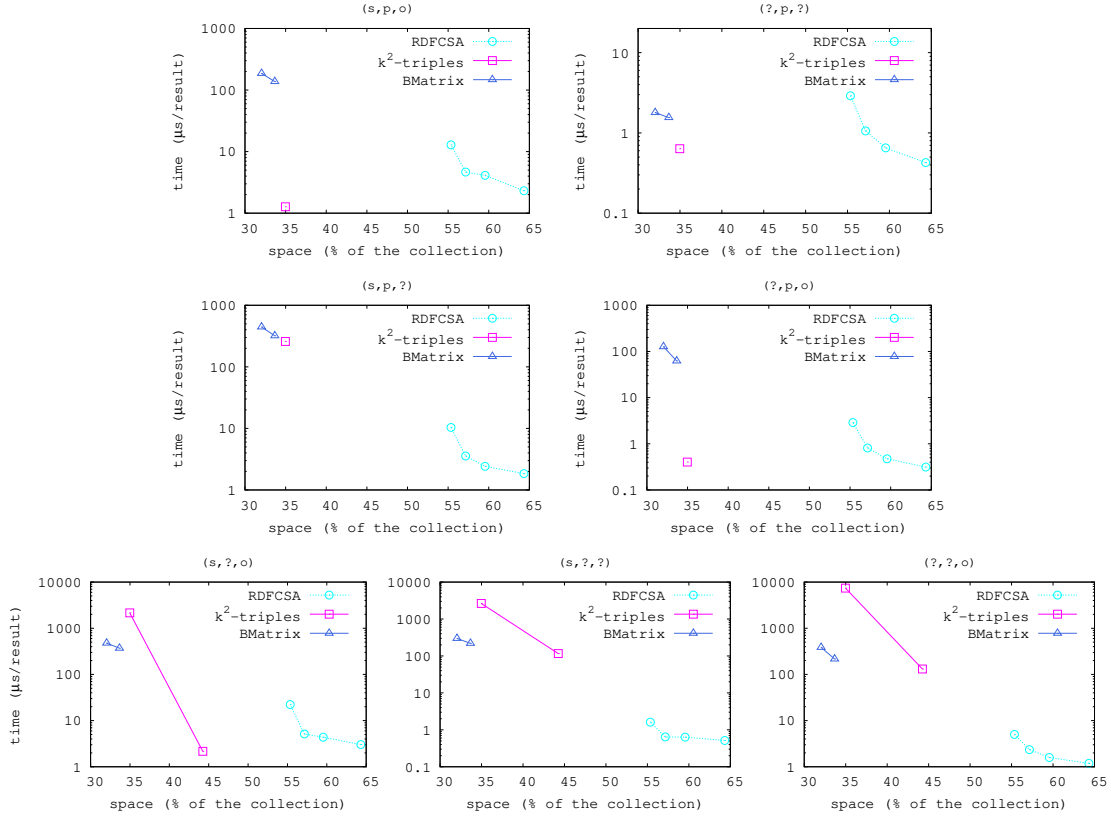 (s,p,o)
time (µs/result)
1000
100
10
1
RDFCSA
k²-triples
BMatrix
30 35 40 45 50 55 60 65
space (% of the collection)
(?,p,?)
time (µs/result)
10
1
0.1
RDFCSA
k²-triples
BMatrix
30 35 40 45 50 55 60 65
space (% of the collection)
(s,p,?)
time (µs/result)
1000
100
10
1
RDFCSA
k²-triples
BMatrix
30 35 40 45 50 55 60 65
space (% of the collection)
(?,p,o)
time (µs/result)
1000
100
10
1
0.1
RDFCSA
k²-triples
BMatrix
30 35 40 45 50 55 60 65
space (% of the collection)
(s,?,o)
time (µs/result)
10000
1000
100
10
1
RDFCSA
k²-triples
BMatrix
30 35 40 45 50 55 60 65
space (% of the collection)
(s,?,?)
10000
1000
100
10
1
0.1
RDFCSA
k²-triples
BMatrix
30 35 40 45 50 55 60 65
space (% of the collection)
(?,?,o)
10000
1000
100
10
1
RDFCSA
k²-triples
BMatrix
30 35 40 45 50 55 60 65
space (% of the collection)